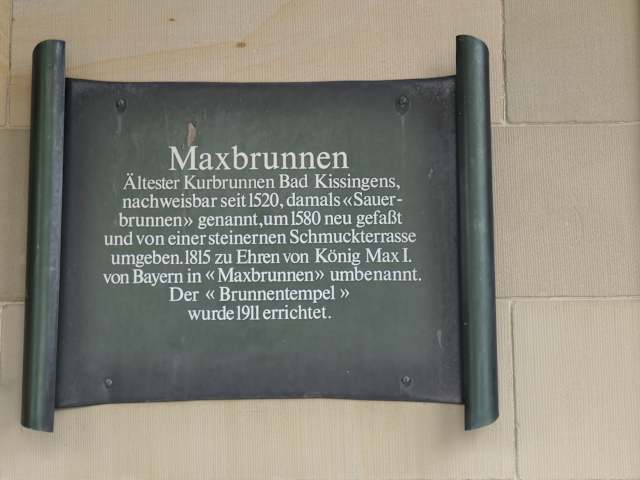 Maxbrunnen
Ältester Kurbrunnen Bad Kissingens,
nachweisbar seit 1520, damals «Sauer-
brunnen» genannt, um 1580 neu gefaßt
und von einer steinernen Schmuckterrasse
umgeben. 1815 zu Ehren von König Max I.
von Bayern in «Maxbrunnen» umbenannt.
Der «Brunnentempel»
wurde 1911 errichtet.